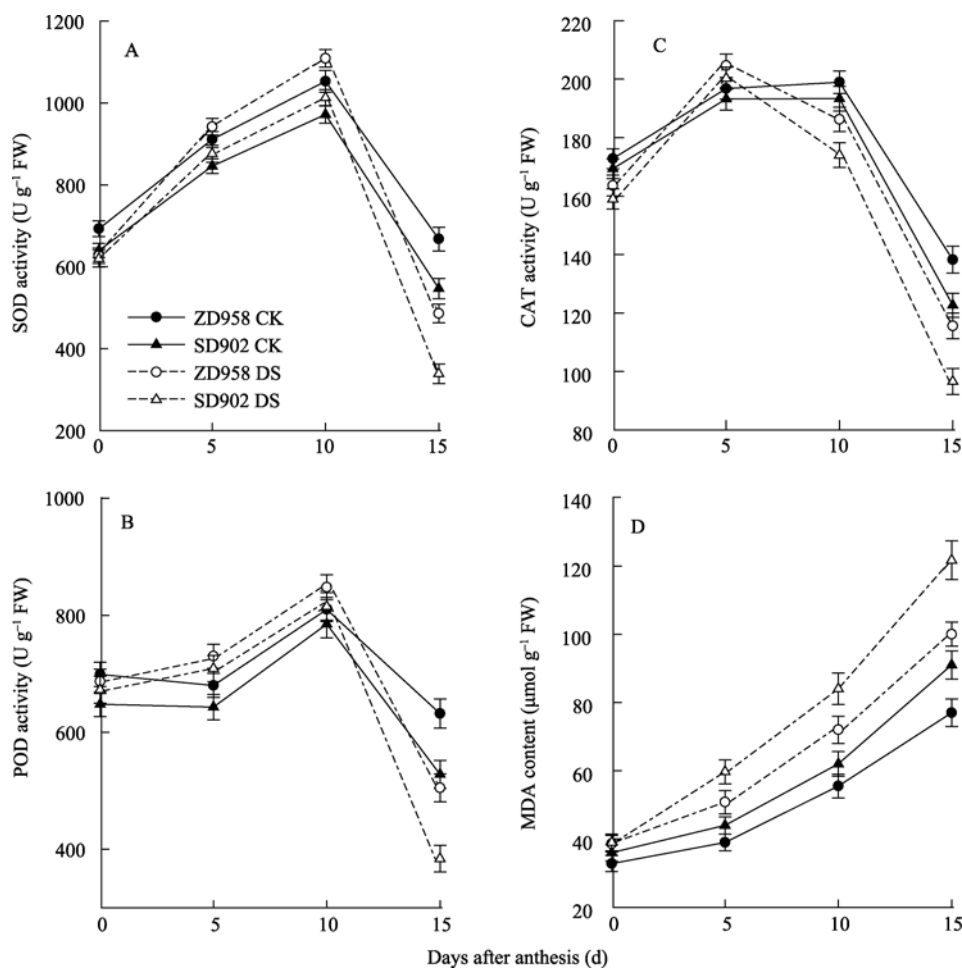 A
SOD activity (U g⁻¹ FW)
1200
1000
800
600
400
200
ZD958 CK
SD902 CK
ZD958 DS
SD902 DS
0 5 10 15
C
CAT activity (U g⁻¹ FW)
220
200
180
160
140
120
100
80
0 5 10 15
B
POD activity (U g⁻¹ FW)
1000
800
600
400
0 5 10 15
D
MDA content (μmol g⁻¹ FW)
140
120
100
80
60
40
20
0 5 10 15
Days after anthesis (d)